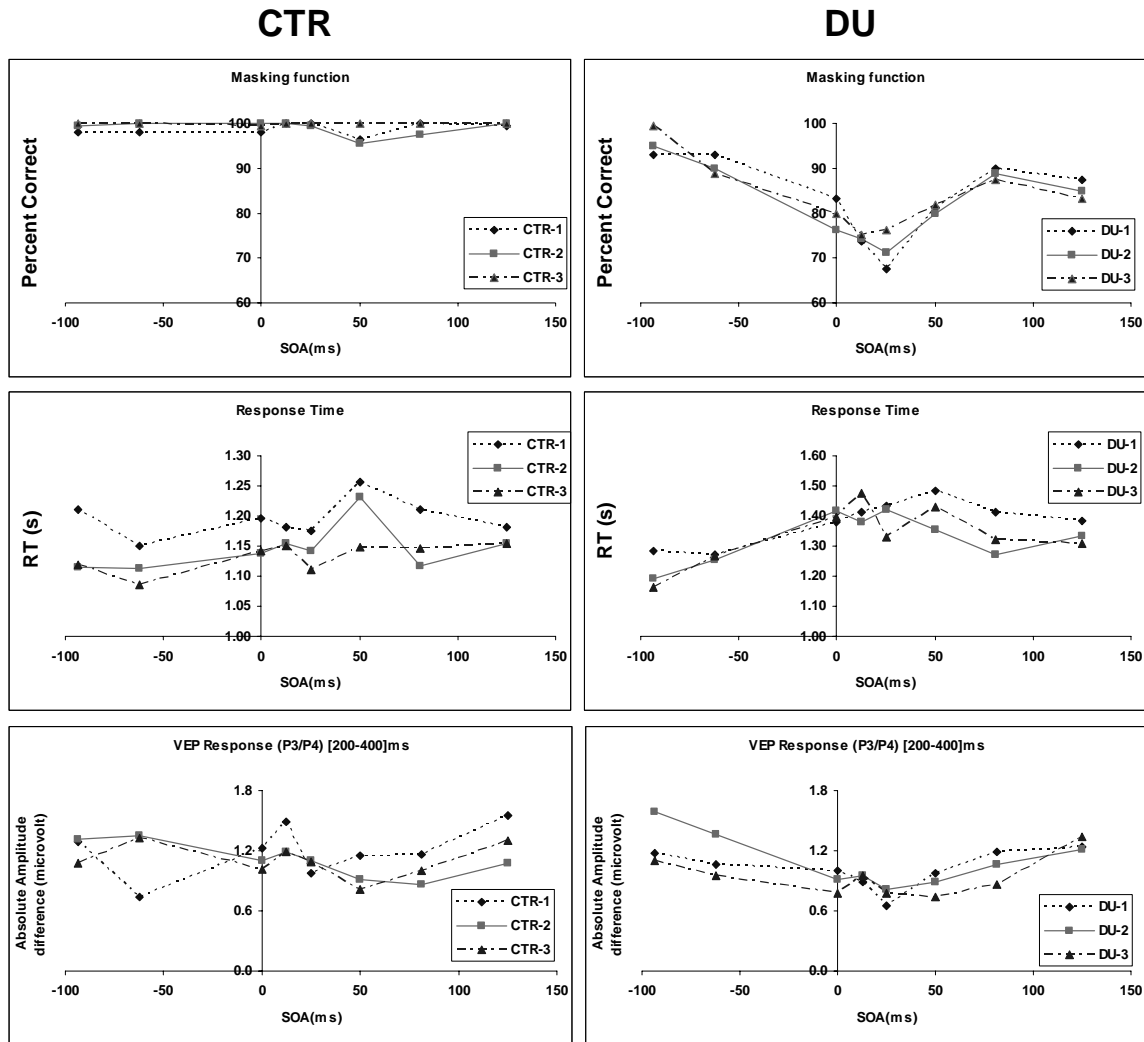 CTR
DU
Masking function
Percent Correct
100
90
80
70
60
-100 -50 0 50 100 150
SOA(ms)
CTR-1
CTR-2
CTR-3
Masking function
Percent Correct
100
90
80
70
60
-100 -50 0 50 100 150
SOA(ms)
DU-1
DU-2
DU-3
Response Time
RT (s)
1.30
1.25
1.20
1.15
1.10
1.05
1.00
-100 -50 0 50 100 150
SOA(ms)
CTR-1
CTR-2
CTR-3
Response Time
RT (s)
1.60
1.50
1.40
1.30
1.20
1.10
1.00
-100 -50 0 50 100 150
SOA(ms)
DU-1
DU-2
DU-3
VEP Response (P3/P4) [200-400]ms
Absolute Amplitude
difference (microvolt)
1.8
1.2
0.6
0.0
-100 -50 0 50 100 150
SOA(ms)
CTR-1
CTR-2
CTR-3
VEP Response (P3/P4) [200-400]ms
Absolute Amplitude
difference (microvolt)
1.8
1.2
0.6
0.0
-100 -50 0 50 100 150
SOA(ms)
DU-1
DU-2
DU-3